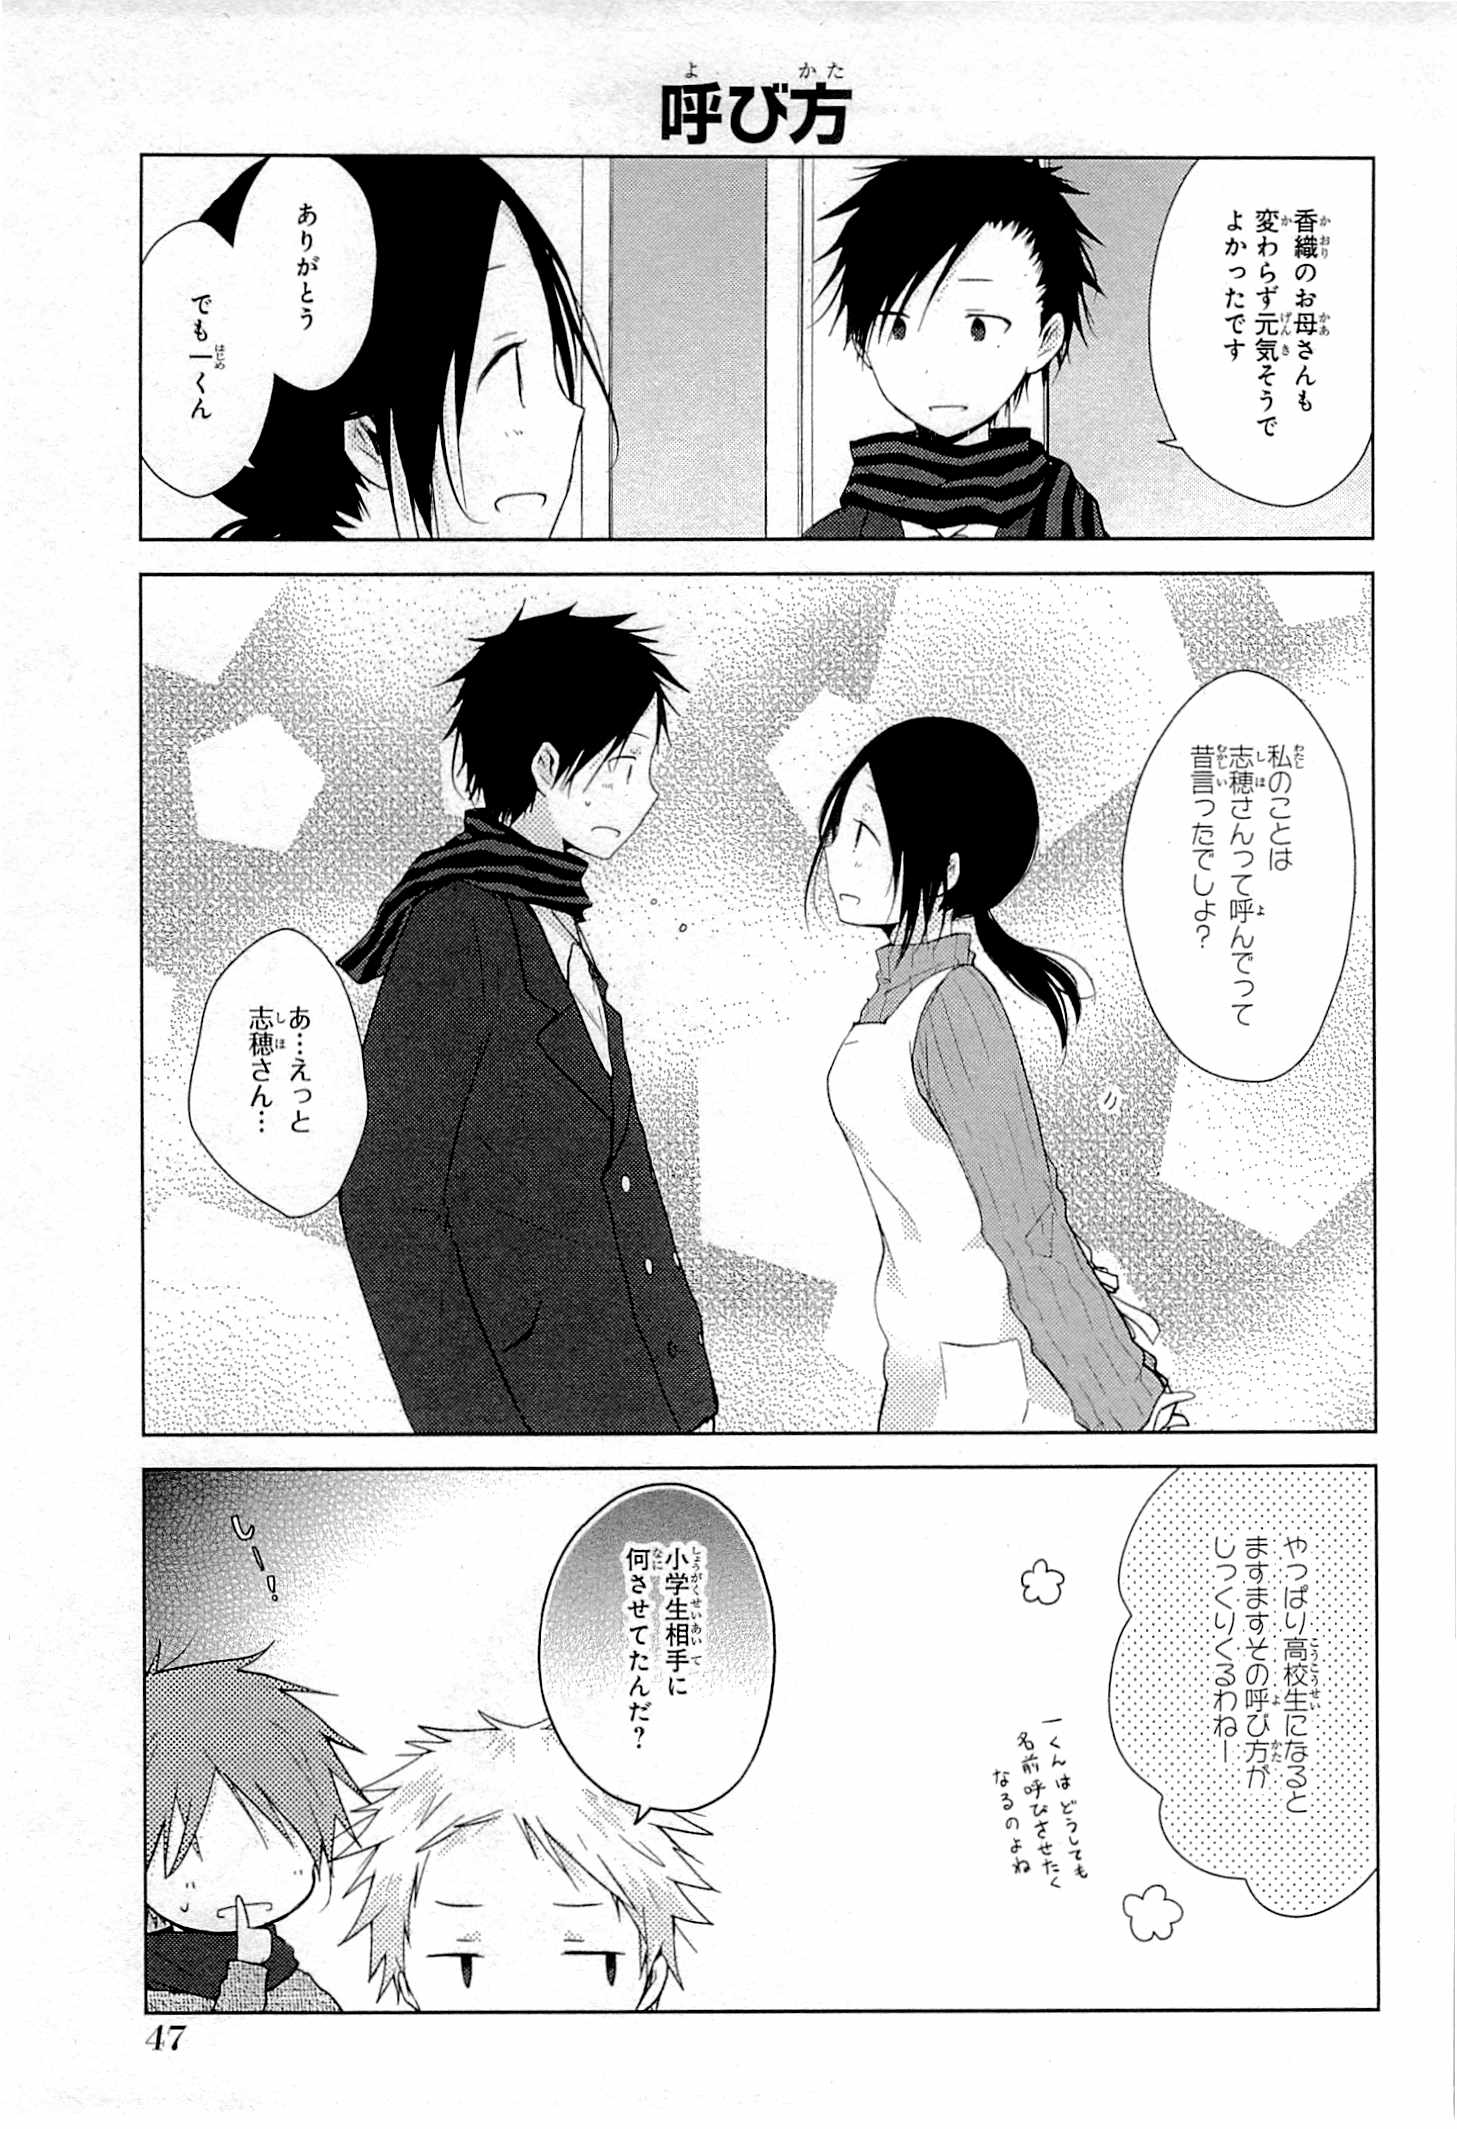 呼び方
香織のお母さんも
変わらず元気そうで
よかったです
ありがとう
でも一くん
私のことは
志穂さんって呼んでって
昔言ったでしょ?
あ…えっと
志穂さん…
やっぱり高校生になると
ますますその呼び方が
しっくりくるわねー
一くんはどうしても
名前呼びさせたく
なるのよね
小学生相手に
何させてたんだ?
しーっ
47